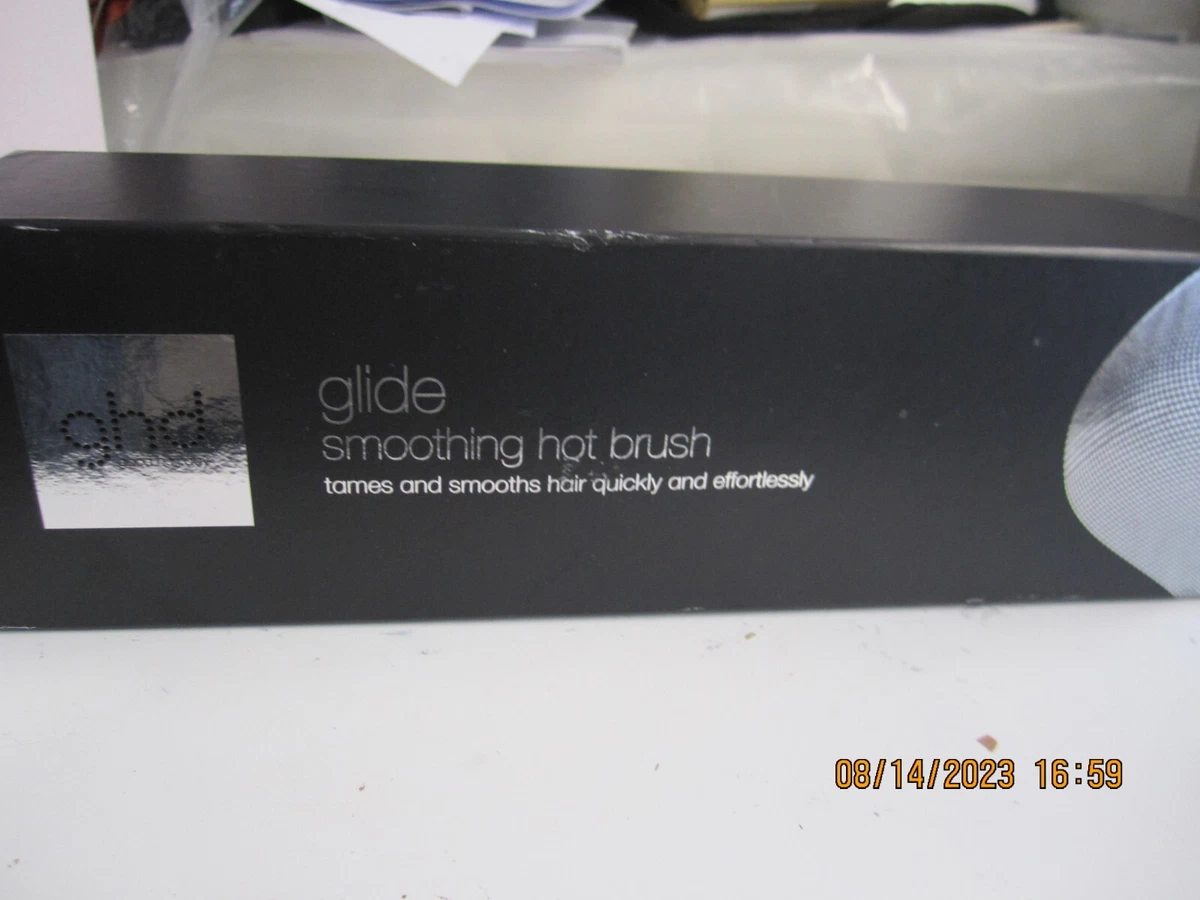 ghd
glide
smoothing hot brush
tames and smooths hair quickly and effortlessly
08/14/2023 16:59